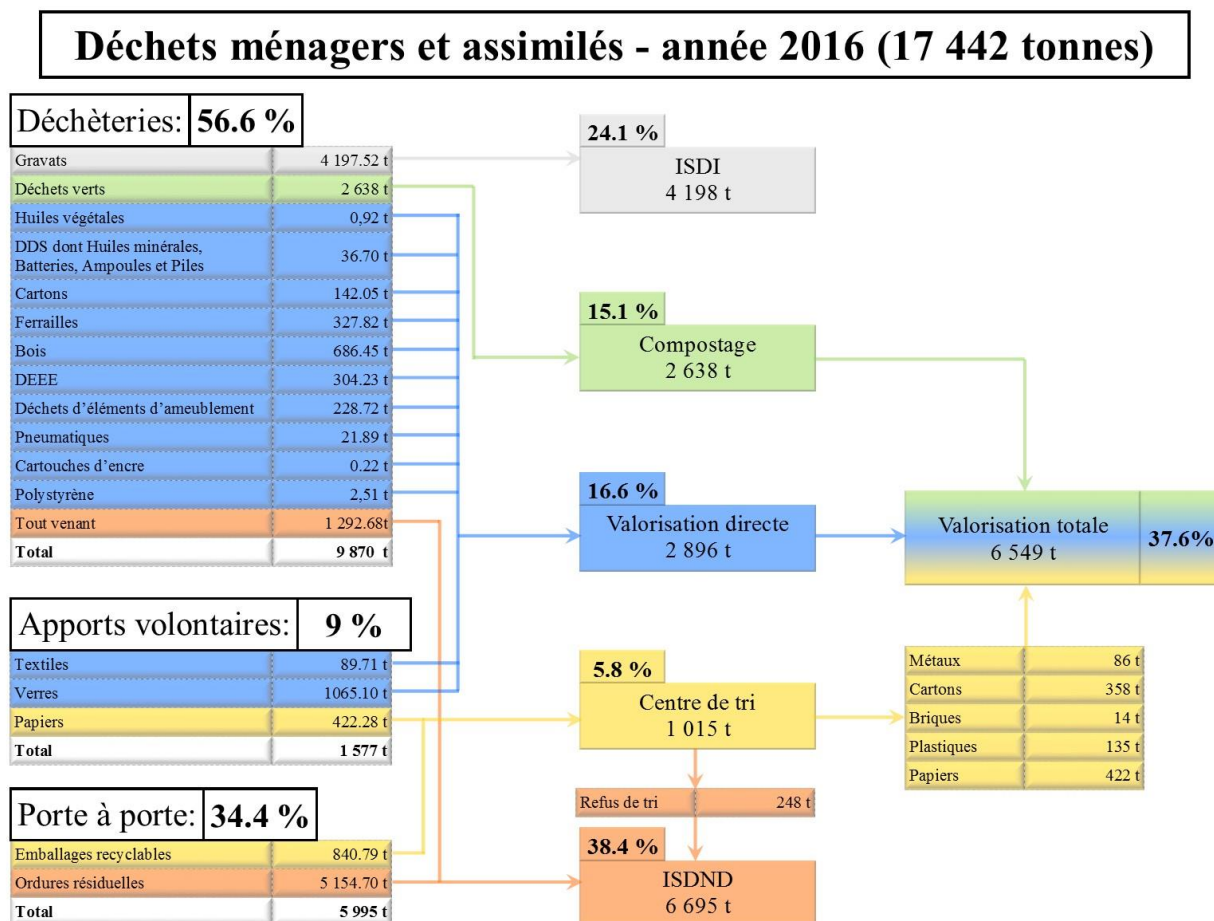 Déchets ménagers et assimilés - année 2016 (17 442 tonnes)
Déchèteries: 56.6 %
Gravats 4 197.52 t
Déchets verts 2 638 t
Huiles végétales 0,92 t
DDS dont Huiles minérales,
Batteries, Ampoules et Piles 36.70 t
Cartons 142.05 t
Ferrailles 327.82 t
Bois 686.45 t
DEEE 304.23 t
Déchets d'éléments d'ameublement 228.72 t
Pneumatiques 21.89 t
Cartouches d'encre 0.22 t
Polystyrène 2,51 t
Tout venant 1 292.68t
Total 9 870 t
Apports volontaires: 9 %
Textiles 89.71 t
Verres 1065.10 t
Papiers 422.28 t
Total 1 577 t
Porte à porte: 34.4 %
Emballages recyclables 840.79 t
Ordures résiduelles 5 154.70 t
Total 5 995 t
24.1 %
ISDI
4 198 t
15.1 %
Compostage
2 638 t
16.6 %
Valorisation directe
2 896 t
5.8 %
Centre de tri
1 015 t
Refus de tri 248 t
38.4 %
ISDND
6 695 t
Valorisation totale
6 549 t
37.6%
Métaux 86 t
Cartons 358 t
Briques 14 t
Plastiques 135 t
Papiers 422 t